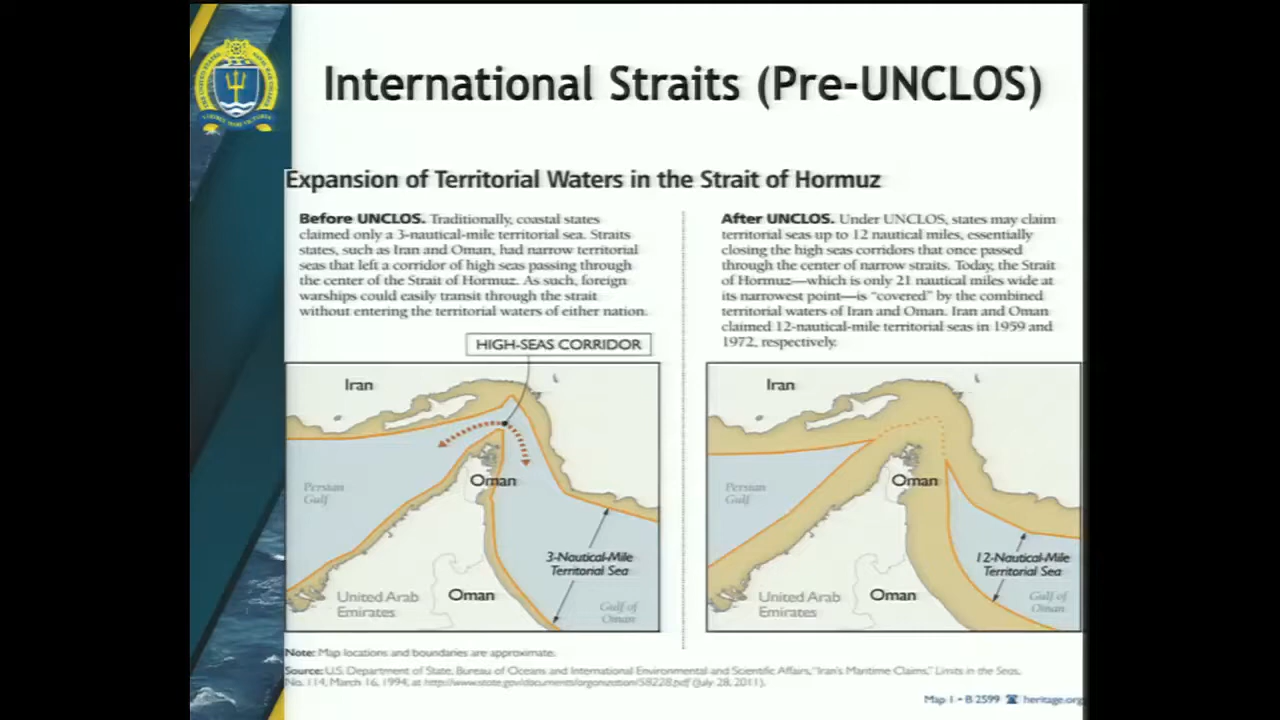 International Straits (Pre-UNCLOS)
Expansion of Territorial Waters in the Strait of Hormuz
Before UNCLOS. Traditionally, coastal states
claimed only a 3-nautical-mile territorial sea. Straits
states, such as Iran and Oman, had narrow territorial
seas that left a corridor of high seas passing through
the center of the Strait of Hormuz. As such, foreign
warships could easily transit through the strait
without entering the territorial waters of either nation.
HIGH-SEAS CORRIDOR
Iran
Persian
Gulf
Oman
3-Nautical-Mile
Territorial Sea
United Arab
Emirates
Oman
Gulf of
Oman
After UNCLOS. Under UNCLOS, states may claim
territorial seas up to 12 nautical miles, essentially
closing the high seas corridors that once passed
through the center of narrow straits. Today, the Strait
of Hormuz—which is only 21 nautical miles wide at
its narrowest point—is “covered” by the combined
territorial waters of Iran and Oman. Iran and Oman
claimed 12-nautical-mile territorial seas in 1959 and
1972, respectively.
Iran
Persian
Gulf
Oman
12-Nautical-Mile
Territorial Sea
United Arab
Emirates
Oman
Gulf of
Oman
Note: Map locations and boundaries are approximate.
Source: U.S. Department of State, Bureau of Oceans and International Environmental and Scientific Affairs, “Iran's Maritime Claims,” Limits in the Seas,
No. 114, March 16, 1994, at http://www.state.gov/documents/organization/58228.pdf (July 28, 2011).
Map 1 • B 2599 heritage.org